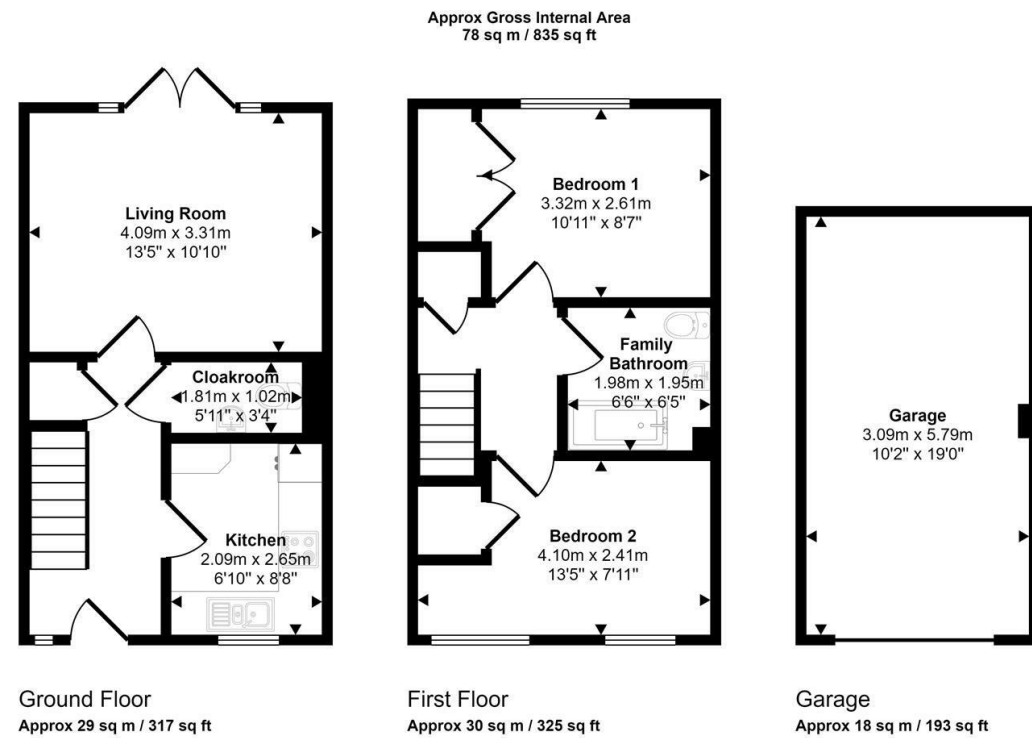 Approx Gross Internal Area
78 sq m / 835 sq ft
Living Room
4.09m x 3.31m
13'5" x 10'10"
Cloakroom
1.81m x 1.02m
5'11" x 3'4"
Kitchen
2.09m x 2.65m
6'10" x 8'8"
Ground Floor
Approx 29 sq m / 317 sq ft
Bedroom 1
3.32m x 2.61m
10'11" x 8'7"
Family
Bathroom
1.98m x 1.95m
6'6" x 6'5"
Bedroom 2
4.10m x 2.41m
13'5" x 7'11"
First Floor
Approx 30 sq m / 325 sq ft
Garage
3.09m x 5.79m
10'2" x 19'0"
Garage
Approx 18 sq m / 193 sq ft